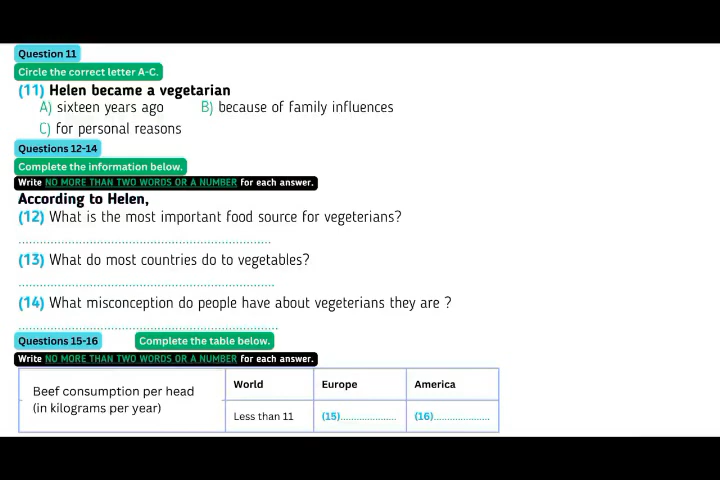 Question 11
Circle the correct letter A-C.
(11) Helen became a vegetarian
A) sixteen years ago B) because of family influences
C) for personal reasons
Questions 12-14
Complete the information below.
Write NO MORE THAN TWO WORDS OR A NUMBER for each answer.
According to Helen,
(12) What is the most important food source for vegeterians?
................................................................
(13) What do most countries do to vegetables?
................................................................
(14) What misconception do people have about vegeterians they are ?
................................................................
Questions 15-16 Complete the table below.
Write NO MORE THAN TWO WORDS OR A NUMBER for each answer.
Beef consumption per head (in kilograms per year) World Europe America
Less than 11 (15).................... (16)....................